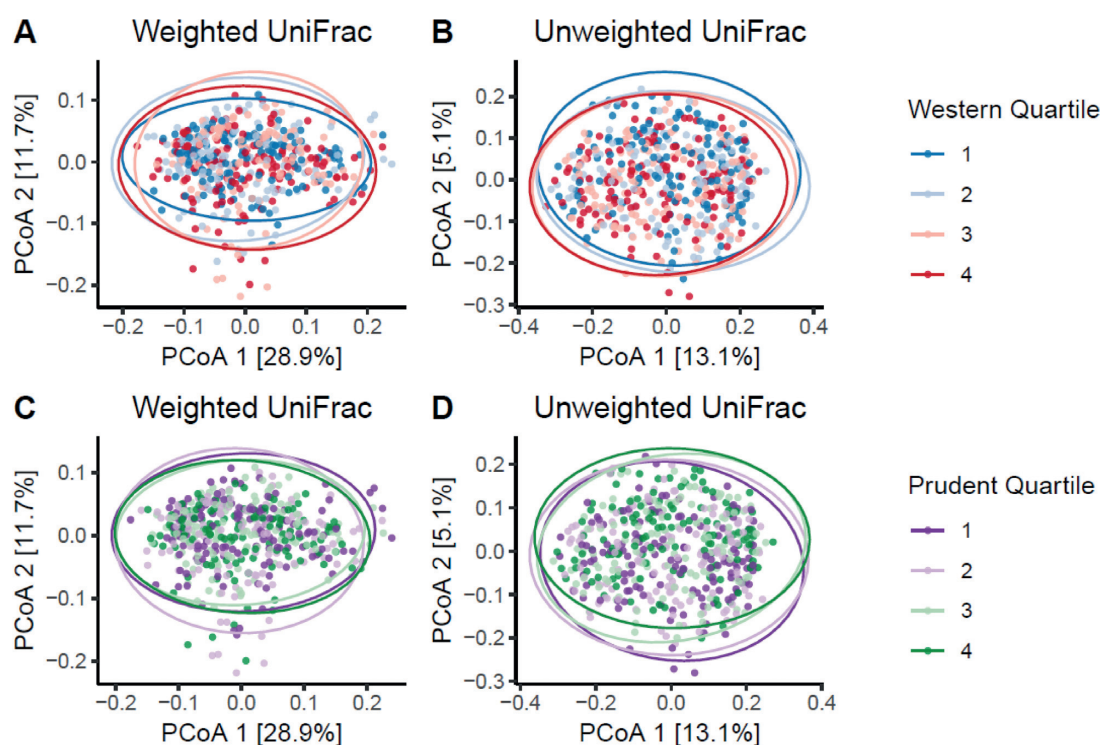 A Weighted UniFrac
0.1
0.0
−0.1
−0.2
−0.2 −0.1 0.0 0.1 0.2
PCoA 2 [11.7%]
PCoA 1 [28.9%]
B Unweighted UniFrac
0.2
0.1
0.0
−0.1
−0.2
−0.3
−0.4 −0.2 0.0 0.2 0.4
PCoA 2 [5.1%]
PCoA 1 [13.1%]
Western Quartile
1
2
3
4
C Weighted UniFrac
0.1
0.0
−0.1
−0.2
−0.2 −0.1 0.0 0.1 0.2
PCoA 2 [11.7%]
PCoA 1 [28.9%]
D Unweighted UniFrac
0.2
0.1
0.0
−0.1
−0.2
−0.3
−0.4 −0.2 0.0 0.2 0.4
PCoA 2 [5.1%]
PCoA 1 [13.1%]
Prudent Quartile
1
2
3
4